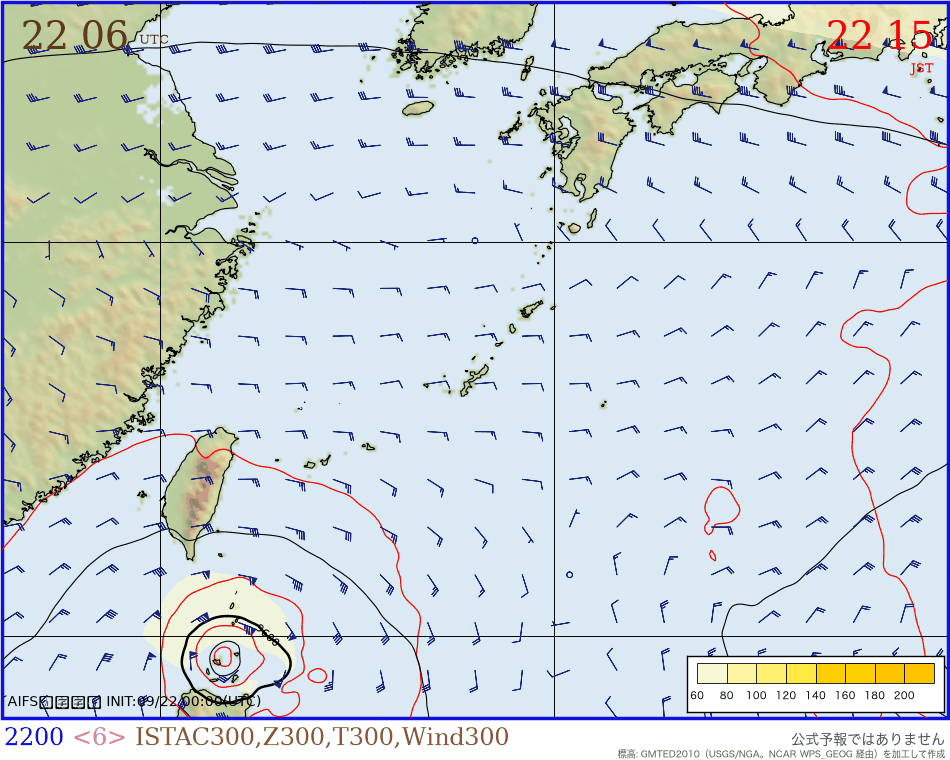 22 06 UTC
22 15
JST
9600
60 80 100 120 140 160 180 200
AIFS INIT:09/22/00:00(UTC)
2200 <6> ISTAC300,Z300,T300,Wind300
公式予報ではありません
標高: GMTED2010（USGS/NGA。NCAR WPS_GEOG 経由）を加工して作成